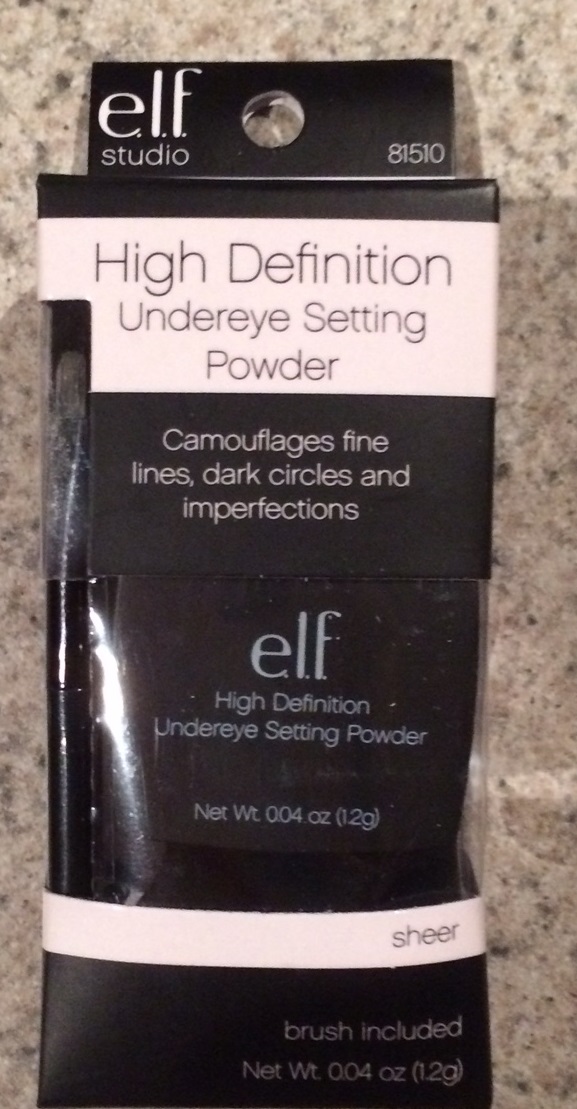 e.l.f.
studio
81510
High Definition
Undereye Setting
Powder
Camouflages fine
lines, dark circles and
imperfections
e.l.f.
High Definition
Undereye Setting Powder
Net Wt. 0.04 oz (1.2g)
sheer
brush included
Net Wt. 0.04 oz (1.2g)